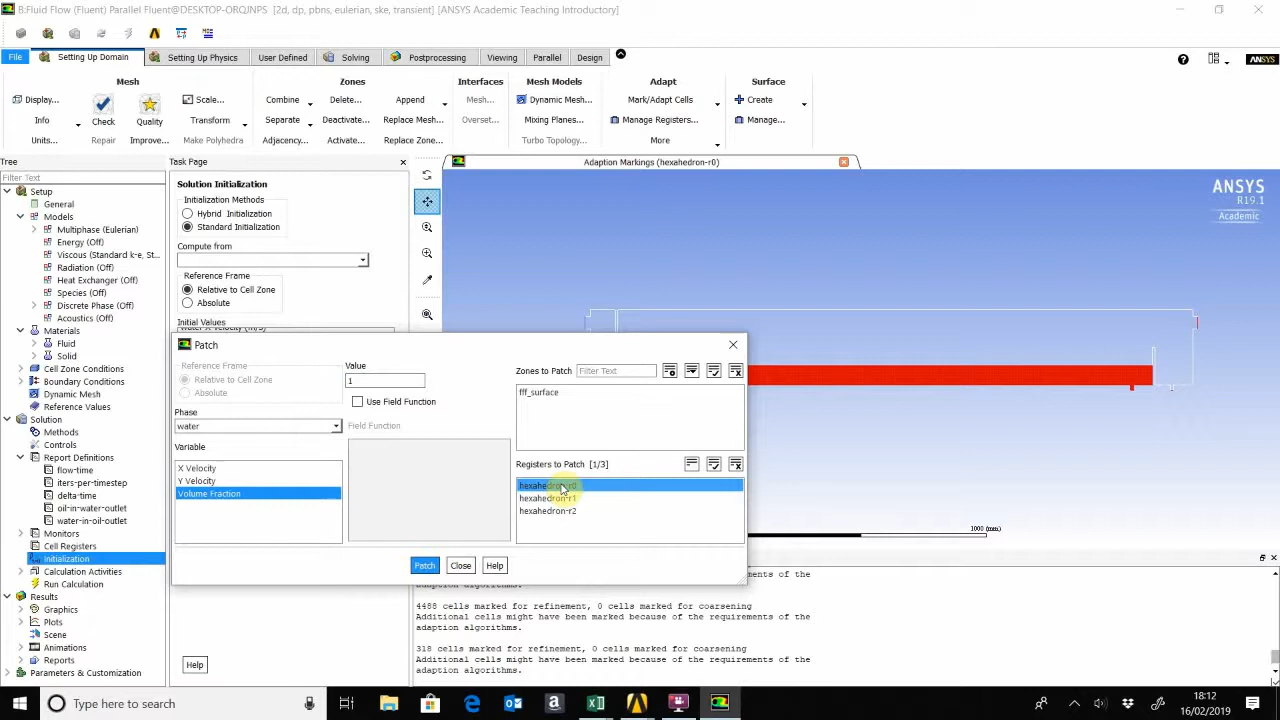 B:Fluid Flow (Fluent) Parallel Fluent@DESKTOP-ORQJNPS [2d, dp, pbns, eulerian, ske, transient] [ANSYS Academic Teaching Introductory]
File Setting Up Domain Setting Up Physics User Defined Solving Postprocessing Viewing Parallel Design ANSYS
Mesh Zones Interfaces Mesh Models Adapt Surface
Display... Scale... Combine Delete... Append Mesh... Dynamic Mesh... Mark/Adapt Cells Create
Info Check Quality Transform Separate Deactivate... Replace Mesh... Overset... Mixing Planes... Manage Registers... Manage...
Units... Repair Improve... Make Polyhedra Adjacency... Activate... Replace Zone... Turbo Topology... More
Tree
Filter Text
Setup
General
Models
Multiphase (Eulerian)
Energy (Off)
Viscous (Standard k-e, St...
Radiation (Off)
Heat Exchanger (Off)
Species (Off)
Discrete Phase (Off)
Acoustics (Off)
Materials
Fluid
Solid
Cell Zone Conditions
Boundary Conditions
Dynamic Mesh
Reference Values
Solution
Methods
Controls
Report Definitions
flow-time
iters-per-timestep
delta-time
oil-in-water-outlet
water-in-oil-outlet
Monitors
Cell Registers
Initialization
Calculation Activities
Run Calculation
Results
Graphics
Plots
Scene
Animations
Reports
Parameters & Customization
Task Page
Solution Initialization
Initialization Methods
Hybrid Initialization
Standard Initialization
Compute from
Reference Frame
Relative to Cell Zone
Absolute
Initial Values
Water X Velocity (m/s)
Help
Adaption Markings (hexahedron-r0)
ANSYS
R19.1
Academic
1000 (mm)
Patch
Reference Frame
Relative to Cell Zone
Absolute
Phase
water
Variable
X Velocity
Y Velocity
Volume Fraction
Value
1
Use Field Function
Field Function
Zones to Patch Filter Text
fff_surface
Registers to Patch [1/3]
hexahedron-r0
hexahedron-r1
hexahedron-r2
Patch Close Help
ments of the
adaption algorithms.
4488 cells marked for refinement, 0 cells marked for coarsening
Additional cells might have been marked because of the requirements of the
adaption algorithms.
318 cells marked for refinement, 0 cells marked for coarsening
Additional cells might have been marked because of the requirements of the
adaption algorithms.
Type here to search
18:12
16/02/2019